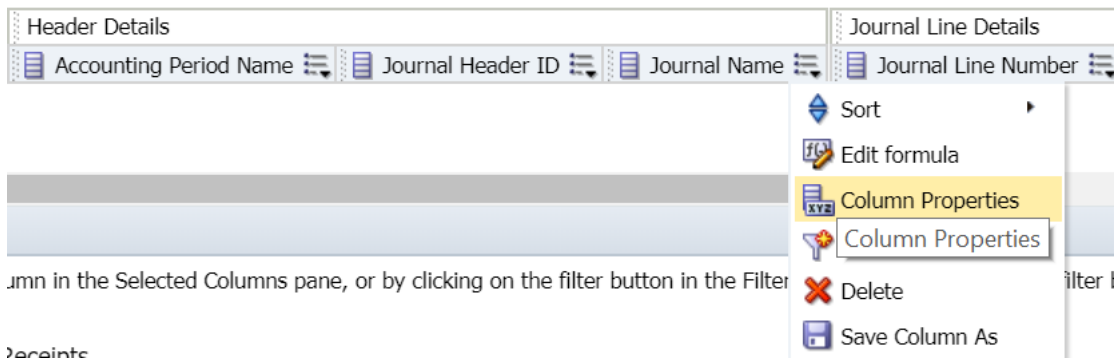 Header Details
Journal Line Details
Accounting Period Name
Journal Header ID
Journal Name
Journal Line Number
Sort
Edit formula
XYZ
Column Properties
Column Properties
umn in the Selected Columns pane, or by clicking on the filter button in the Filter
filter
Delete
Save Column As
Receipts